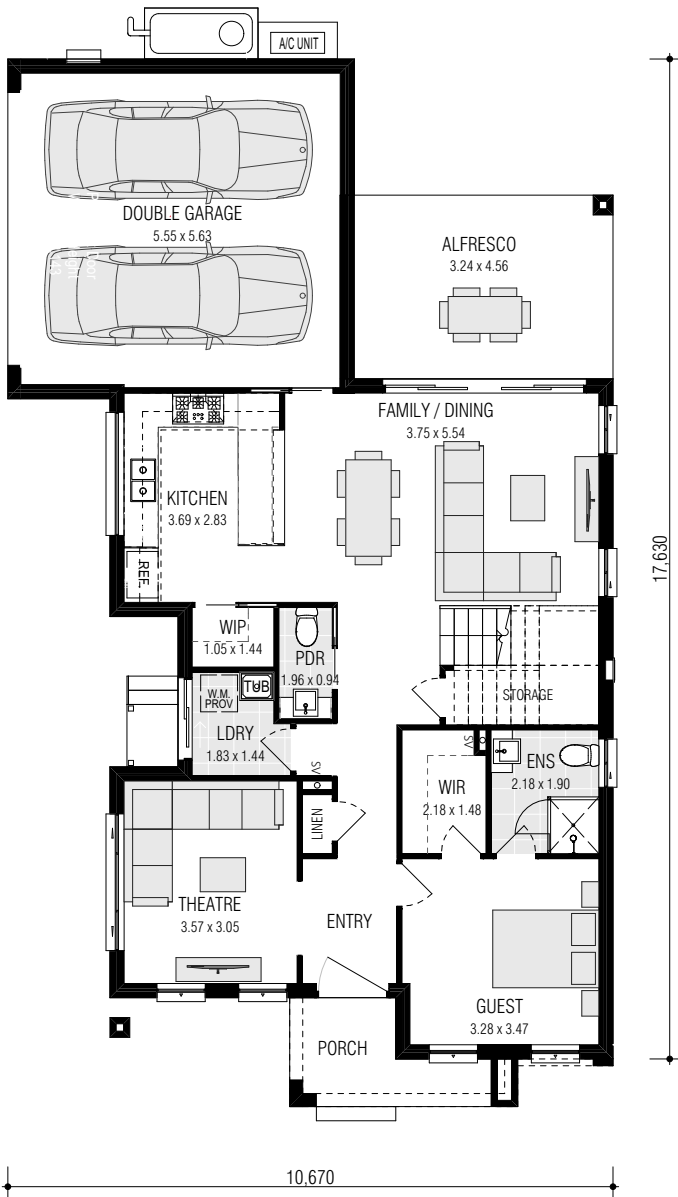 A/C UNIT
DOUBLE GARAGE
5.55 x 5.63
ALFRESCO
3.24 x 4.56
FAMILY / DINING
3.75 x 5.54
KITCHEN
3.69 x 2.83
REF.
17,630
WIP
1.05 x 1.44
PDR
1.96 x 0.94
W.M.
PROV
TUB
STORAGE
LDRY
1.83 x 1.44
SV
SV
ENS
2.18 x 1.90
WIR
2.18 x 1.48
LINEN
THEATRE
3.57 x 3.05
ENTRY
GUEST
3.28 x 3.47
PORCH
10,670